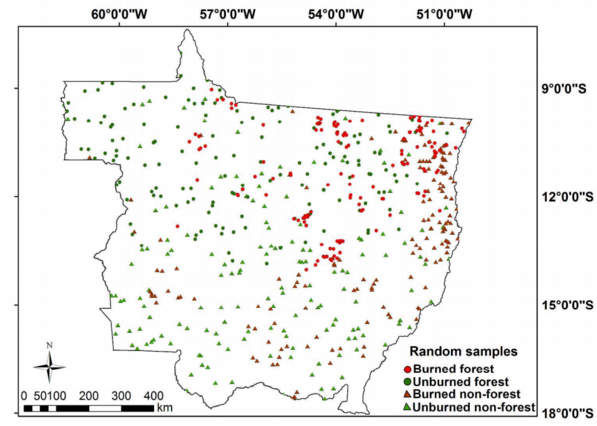 60°0'0"W 57°0'0"W 54°0'0"W 51°0'0"W
9°0'0"S
12°0'0"S
15°0'0"S
Random samples
Burned forest
Unburned forest
Burned non-forest
Unburned non-forest
N
0 50 100 200 300 400
km
18°0'0"S